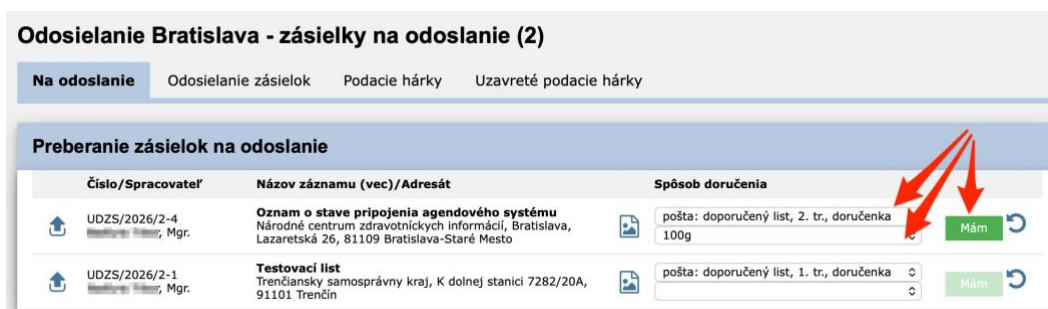 Odosielanie Bratislava - zásielky na odoslanie (2)
Na odoslanie Odosielanie zásielok Podacie hárky Uzavreté podacie hárky
Preberanie zásielok na odoslanie
Číslo/Spracovateľ Názov záznamu (vec)/Adresát Spôsob doručenia
UDZS/2026/2-4
, Mgr.
Oznam o stave pripojenia agendového systému
Národné centrum zdravotníckych informácií, Bratislava,
Lazaretská 26, 81109 Bratislava-Staré Mesto
pošta: doporučený list, 2. tr., doručenka
100g
Mám
UDZS/2026/2-1
, Mgr.
Testovací list
Trenčiansky samosprávny kraj, K dolnej stanici 7282/20A,
91101 Trenčín
pošta: doporučený list, 1. tr., doručenka
Mám